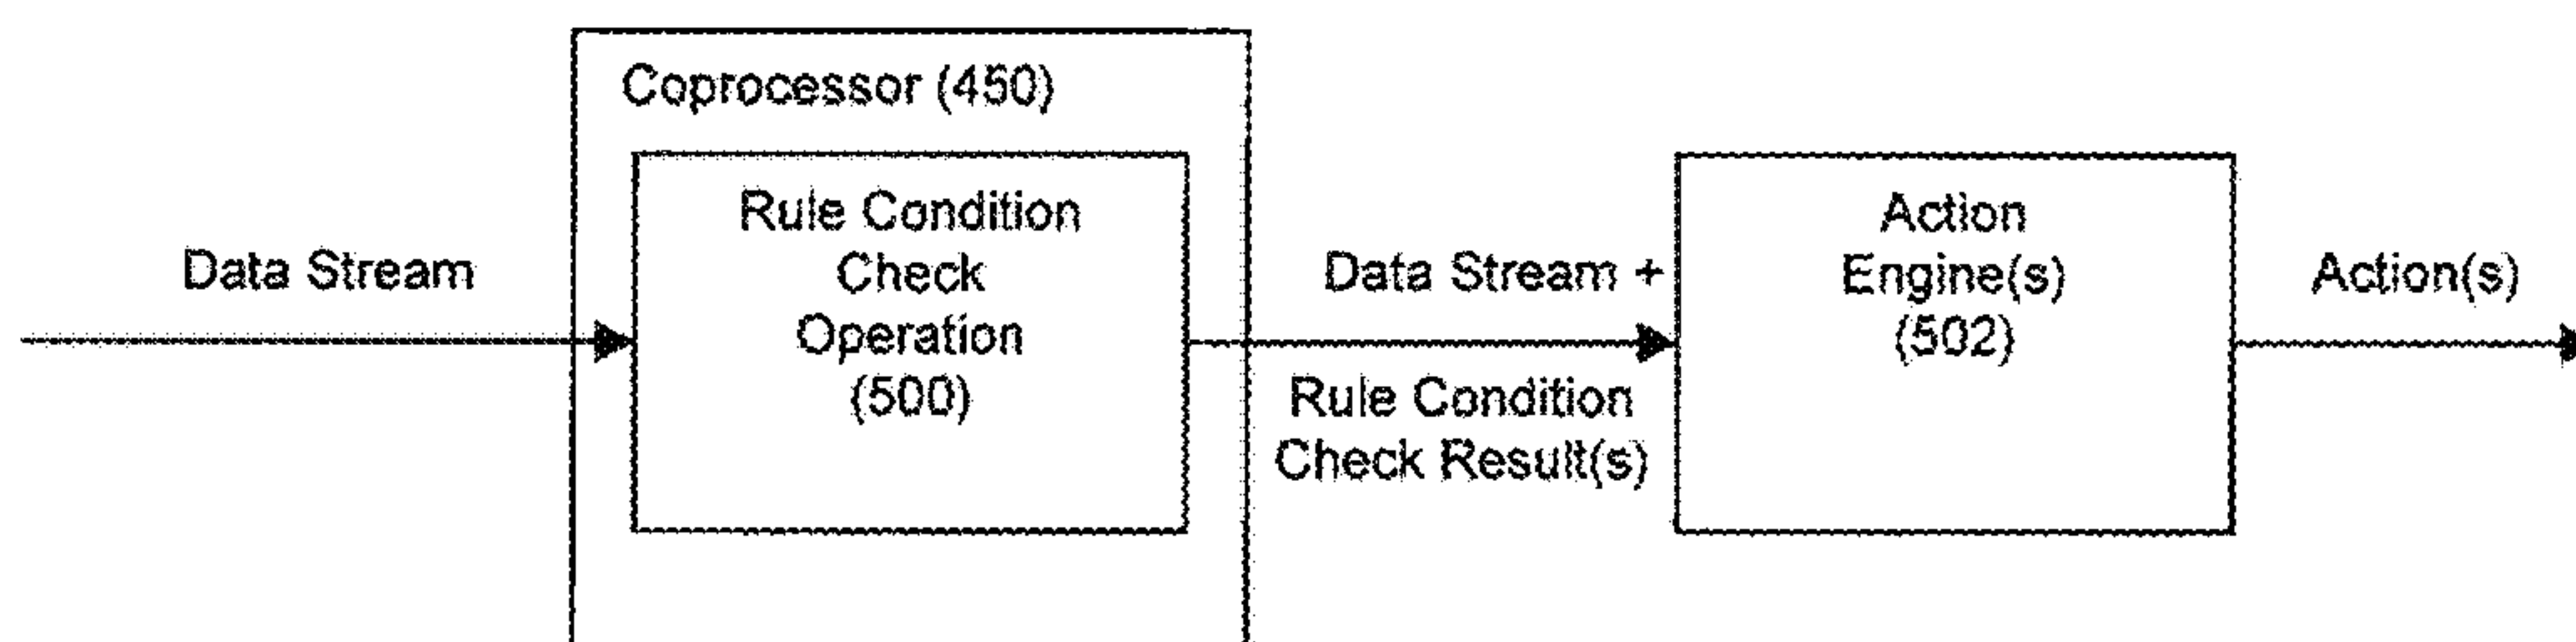 Coprocessor (450)
Data Stream
Rule Condition
Check
Operation
(500)
Data Stream +
Rule Condition
Check Result(s)
Action
Engine(s)
(502)
Action(s)